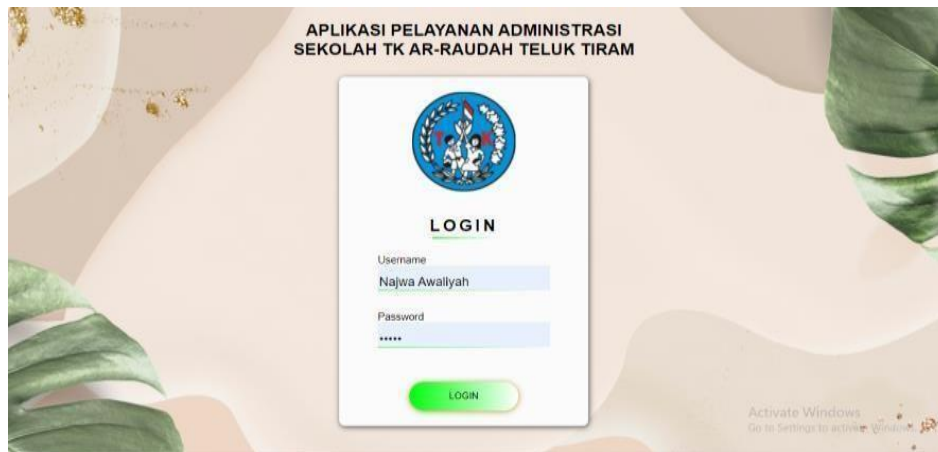 APLIKASI PELAYANAN ADMINISTRASI
SEKOLAH TK AR-RAUDAH TELUK TIRAM
T K
LOGIN
Username
Najwa Awaliyah
Password
•••••
LOGIN
Activate Windows
Go to Settings to activate Windows.